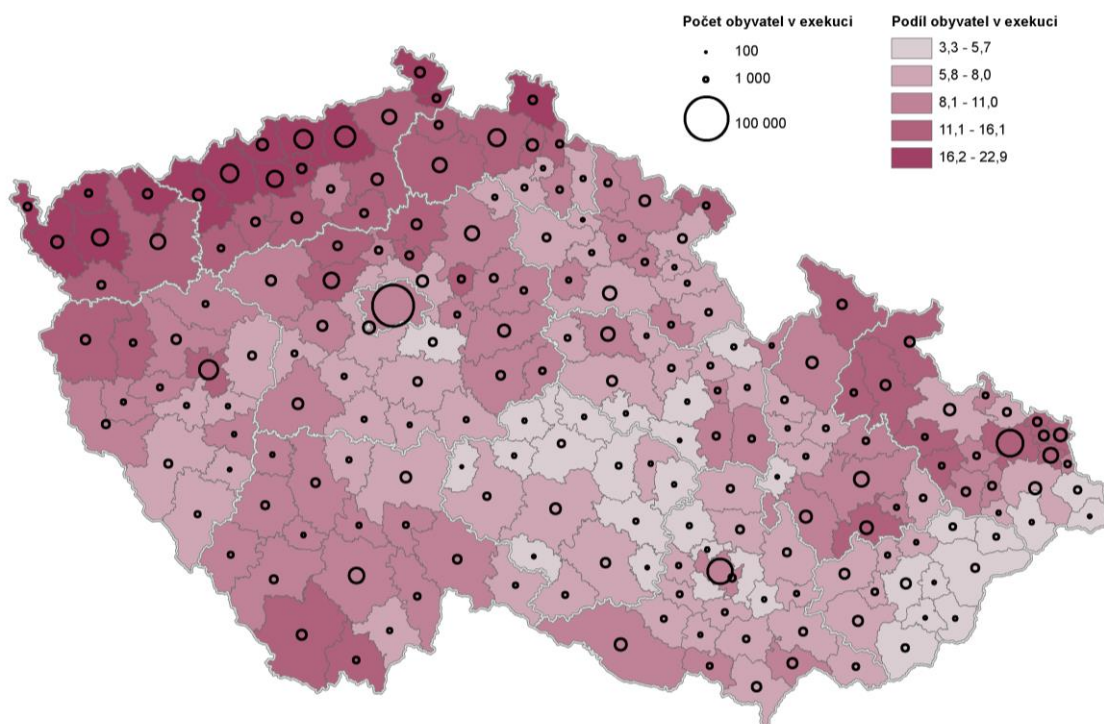 Počet obyvatel v exekuci
100
1 000
100 000
Podíl obyvatel v exekuci
3,3 - 5,7
5,8 - 8,0
8,1 - 11,0
11,1 - 16,1
16,2 - 22,9